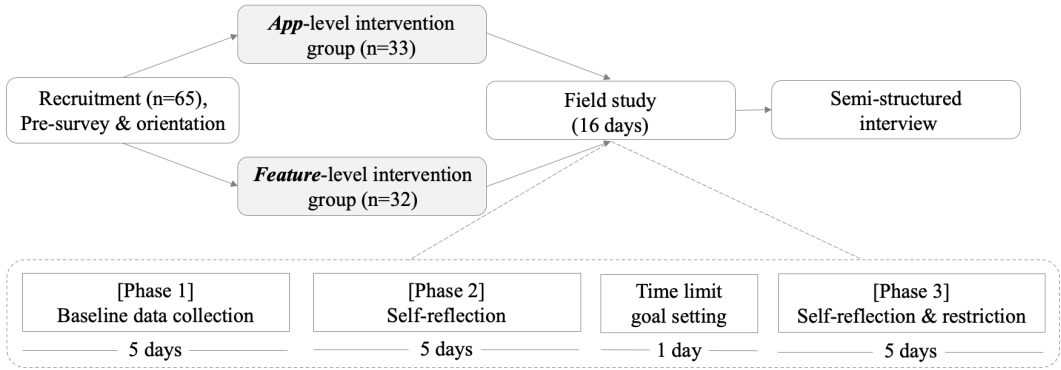 App-level intervention
group (n=33)
Recruitment (n=65),
Pre-survey & orientation
Field study
(16 days)
Semi-structured
interview
Feature-level intervention
group (n=32)
[Phase 1]
Baseline data collection
[Phase 2]
Self-reflection
Time limit
goal setting
[Phase 3]
Self-reflection & restriction
5 days
5 days
1 day
5 days